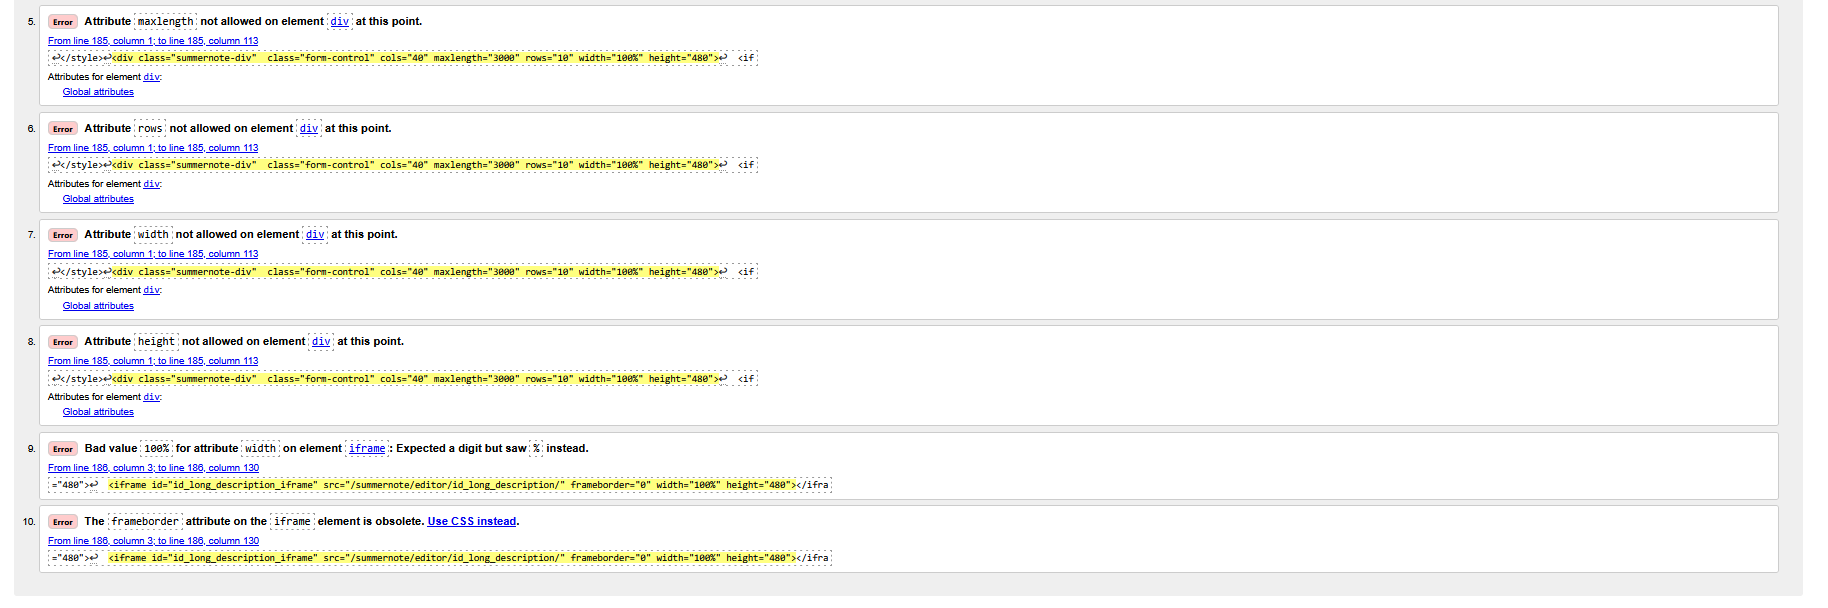 5. Error Attribute maxlength not allowed on element div at this point.
From line 185, column 1; to line 185, column 113
↩</style>↩<div class="summernote-div"  class="form-control" cols="40" maxlength="3000" rows="10" width="100%" height="480">↩  <if
Attributes for element div:
Global attributes
6. Error Attribute rows not allowed on element div at this point.
From line 185, column 1; to line 185, column 113
↩</style>↩<div class="summernote-div"  class="form-control" cols="40" maxlength="3000" rows="10" width="100%" height="480">↩  <if
Attributes for element div:
Global attributes
7. Error Attribute width not allowed on element div at this point.
From line 185, column 1; to line 185, column 113
↩</style>↩<div class="summernote-div"  class="form-control" cols="40" maxlength="3000" rows="10" width="100%" height="480">↩  <if
Attributes for element div:
Global attributes
8. Error Attribute height not allowed on element div at this point.
From line 185, column 1; to line 185, column 113
↩</style>↩<div class="summernote-div"  class="form-control" cols="40" maxlength="3000" rows="10" width="100%" height="480">↩  <if
Attributes for element div:
Global attributes
9. Error Bad value 100% for attribute width on element iframe: Expected a digit but saw % instead.
From line 186, column 3; to line 186, column 130
="480">↩  <iframe id="id_long_description_iframe" src="/summernote/editor/id_long_description/" frameborder="0" width="100%" height="480"></ifra
10. Error The frameborder attribute on the iframe element is obsolete. Use CSS instead.
From line 186, column 3; to line 186, column 130
="480">↩  <iframe id="id_long_description_iframe" src="/summernote/editor/id_long_description/" frameborder="0" width="100%" height="480"></ifra